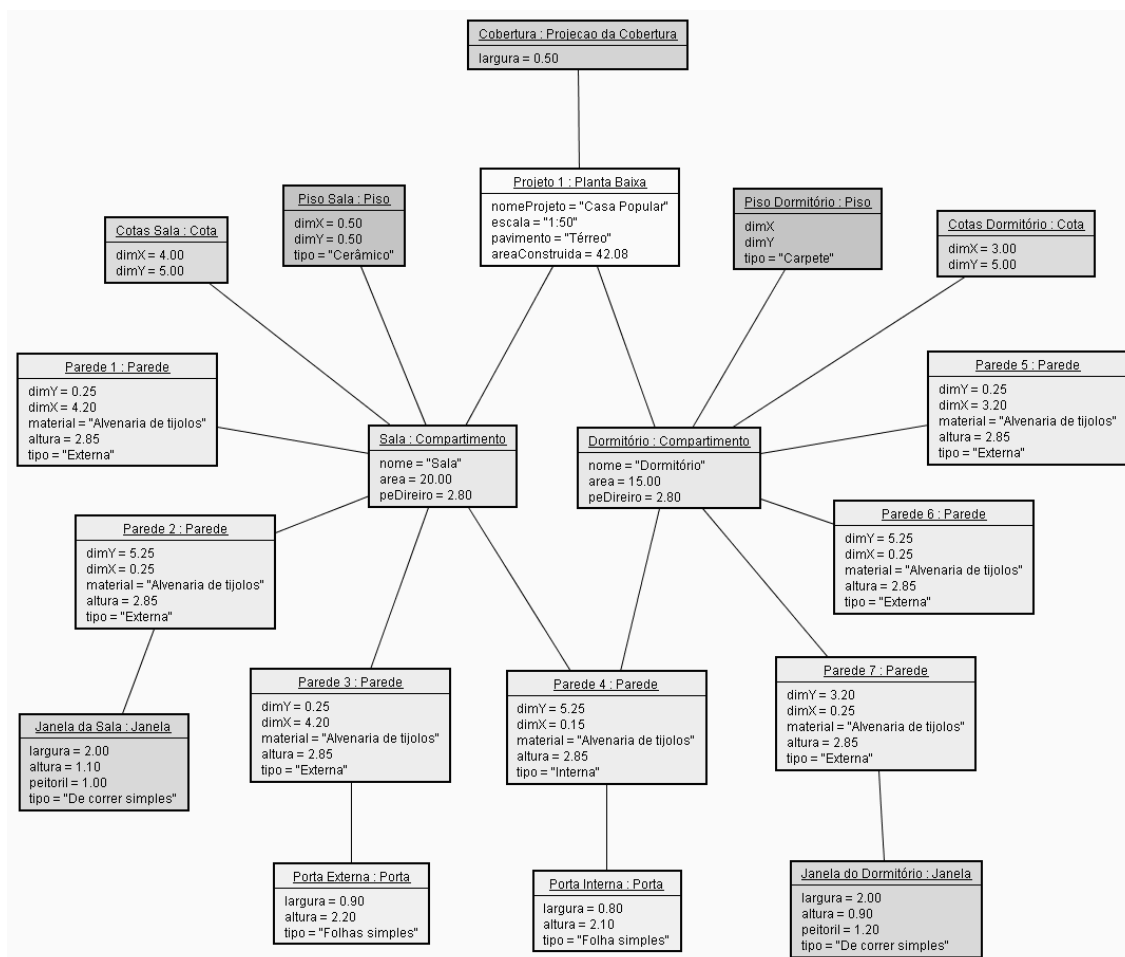 Cobertura : Projecao da Cobertura
largura = 0.50
Projeto 1 : Planta Baixa
nomeProjeto = "Casa Popular"
escala = "1:50"
pavimento = "Térreo"
areaConstruida = 42.08
Piso Sala : Piso
dimX = 0.50
dimY = 0.50
tipo = "Cerâmico"
Piso Dormitório : Piso
dimX
dimY
tipo = "Carpete"
Cotas Sala : Cota
dimX = 4.00
dimY = 5.00
Cotas Dormitório : Cota
dimX = 3.00
dimY = 5.00
Parede 1 : Parede
dimY = 0.25
dimX = 4.20
material = "Alvenaria de tijolos"
altura = 2.85
tipo = "Externa"
Parede 5 : Parede
dimY = 0.25
dimX = 3.20
material = "Alvenaria de tijolos"
altura = 2.85
tipo = "Externa"
Sala : Compartimento
nome = "Sala"
area = 20.00
peDireiro = 2.80
Dormitório : Compartimento
nome = "Dormitório"
area = 15.00
peDireiro = 2.80
Parede 2 : Parede
dimY = 5.25
dimX = 0.25
material = "Alvenaria de tijolos"
altura = 2.85
tipo = "Externa"
Parede 6 : Parede
dimY = 5.25
dimX = 0.25
material = "Alvenaria de tijolos"
altura = 2.85
tipo = "Externa"
Parede 3 : Parede
dimY = 0.25
dimX = 4.20
material = "Alvenaria de tijolos"
altura = 2.85
tipo = "Externa"
Parede 4 : Parede
dimY = 5.25
dimX = 0.15
material = "Alvenaria de tijolos"
altura = 2.85
tipo = "Interna"
Parede 7 : Parede
dimY = 3.20
dimX = 0.25
material = "Alvenaria de tijolos"
altura = 2.85
tipo = "Externa"
Janela da Sala : Janela
largura = 2.00
altura = 1.10
peitoril = 1.00
tipo = "De correr simples"
Porta Externa : Porta
largura = 0.90
altura = 2.20
tipo = "Folhas simples"
Porta Interna : Porta
largura = 0.80
altura = 2.10
tipo = "Folha simples"
Janela do Dormitório : Janela
largura = 2.00
altura = 0.90
peitoril = 1.20
tipo = "De correr simples"